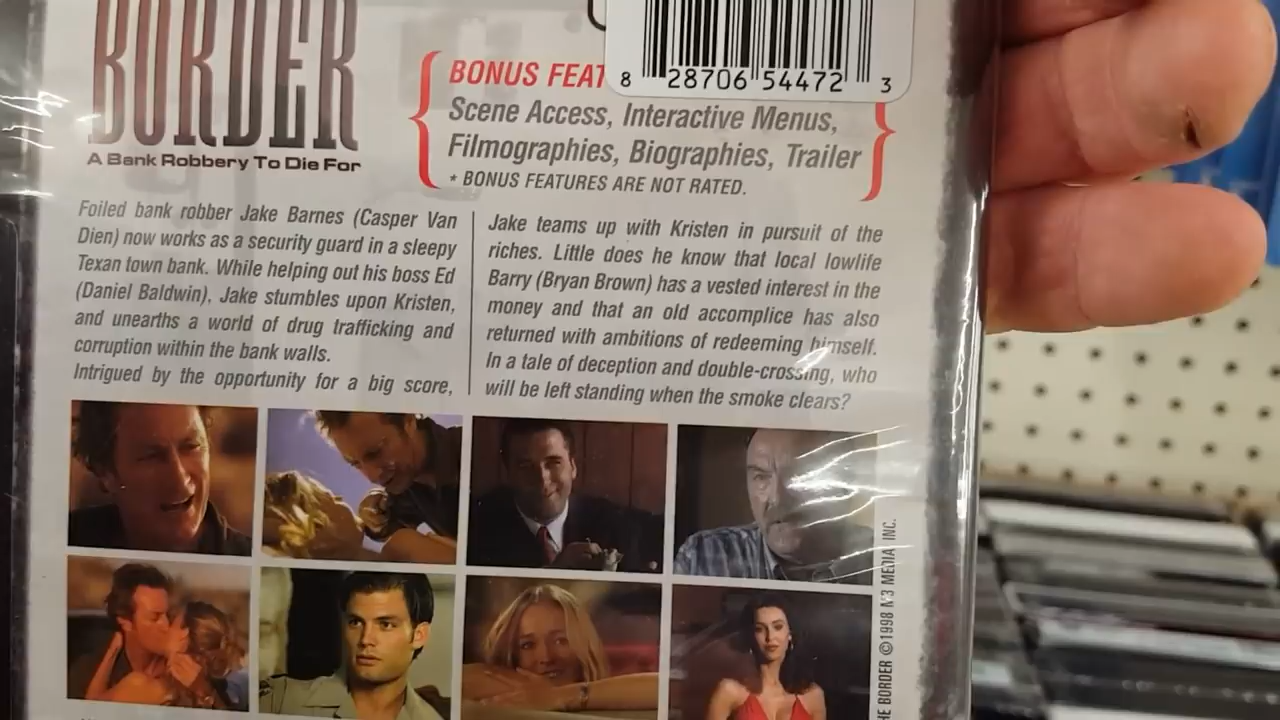 BORDER
A Bank Robbery To Die For
BONUS FEAT
Scene Access, Interactive Menus,
Filmographies, Biographies, Trailer
* BONUS FEATURES ARE NOT RATED.
8 28706 54472 3
Foiled bank robber Jake Barnes (Casper Van
Dien) now works as a security guard in a sleepy
Texan town bank. While helping out his boss Ed
(Daniel Baldwin), Jake stumbles upon Kristen,
and unearths a world of drug trafficking and
corruption within the bank walls.
Intrigued by the opportunity for a big score,
Jake teams up with Kristen in pursuit of the
riches. Little does he know that local lowlife
Barry (Bryan Brown) has a vested interest in the
money and that an old accomplice has also
returned with ambitions of redeeming himself.
In a tale of deception and double-crossing, who
will be left standing when the smoke clears?
HE BORDER ©1998 M3 MEDIA, INC.